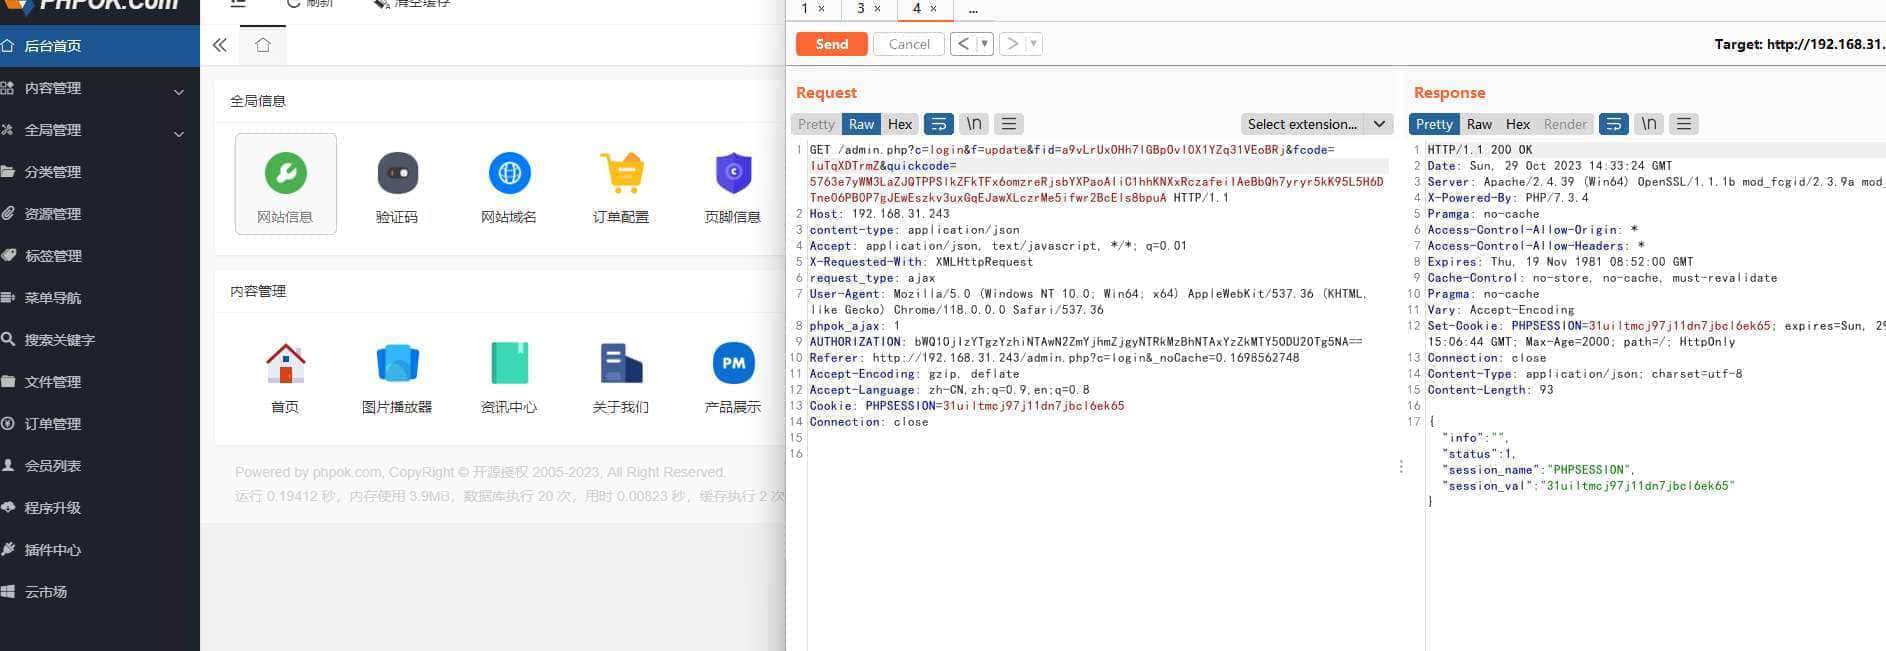 PHPOK.Com
刷新
清空缓存
后台首页
内容管理
全局管理
分类管理
资源管理
标签管理
菜单导航
搜索关键字
文件管理
订单管理
会员列表
程序升级
插件中心
云市场
全局信息
网站信息
验证码
网站域名
订单配置
页脚信息
内容管理
首页
图片播放器
资讯中心
关于我们
PM
产品展示
Powered by phpok.com, CopyRight © 开源授权 2005-2023, All Right Reserved.
运行 0.19412 秒，内存使用 3.9MB，数据库执行 20 次，用时 0.00823 秒，缓存执行 2 次
1 × 3 × 4 × ...
Send Cancel < >
Target: http://192.168.31.
Request
Pretty Raw Hex \n Select extension...
1 GET /admin.php?c=login&f=update&fid=a9vLrUxOHh7lGBpOvlOX1YZq31VEoBRj&fcode=
IuTqXDTrmZ&quickcode=
5763e7yWM3LaZJQTPPSlkZFkTFx6omzreRjsbYXPaoAliC1hhKNXxRczafeilAeBbQh7yryr5kK95L5H6D
Tne06PBOP7gJEwEszkv3uxGqEJawXLczrMe5ifwr2BcEls8bpuA HTTP/1.1
2 Host: 192.168.31.243
3 content-type: application/json
4 Accept: application/json, text/javascript, */*; q=0.01
5 X-Requested-With: XMLHttpRequest
6 request_type: ajax
7 User-Agent: Mozilla/5.0 (Windows NT 10.0; Win64; x64) AppleWebKit/537.36 (KHTML,
like Gecko) Chrome/118.0.0.0 Safari/537.36
8 phpok_ajax: 1
9 AUTHORIZATION: bWQ1OjIzYTgzYzhiNTAwN2ZmYjhmZjgyNTRkMzBhNTAxYzZkMTY5ODU2OTg5NA==
10 Referer: http://192.168.31.243/admin.php?c=login&_noCache=0.1698562748
11 Accept-Encoding: gzip, deflate
12 Accept-Language: zh-CN,zh;q=0.9,en;q=0.8
13 Cookie: PHPSESSION=31uiltmcj97j11dn7jbcl6ek65
14 Connection: close
15
16
Response
Pretty Raw Hex Render \n
1 HTTP/1.1 200 OK
2 Date: Sun, 29 Oct 2023 14:33:24 GMT
3 Server: Apache/2.4.39 (Win64) OpenSSL/1.1.1b mod_fcgid/2.3.9a mod_
4 X-Powered-By: PHP/7.3.4
5 Pramga: no-cache
6 Access-Control-Allow-Origin: *
7 Access-Control-Allow-Headers: *
8 Expires: Thu, 19 Nov 1981 08:52:00 GMT
9 Cache-Control: no-store, no-cache, must-revalidate
10 Pragma: no-cache
11 Vary: Accept-Encoding
12 Set-Cookie: PHPSESSION=31uiltmcj97j11dn7jbcl6ek65; expires=Sun, 29
15:06:44 GMT; Max-Age=2000; path=/; HttpOnly
13 Connection: close
14 Content-Type: application/json; charset=utf-8
15 Content-Length: 93
16
17 {
"info":"",
"status":1,
"session_name":"PHPSESSION",
"session_val":"31uiltmcj97j11dn7jbcl6ek65"
}